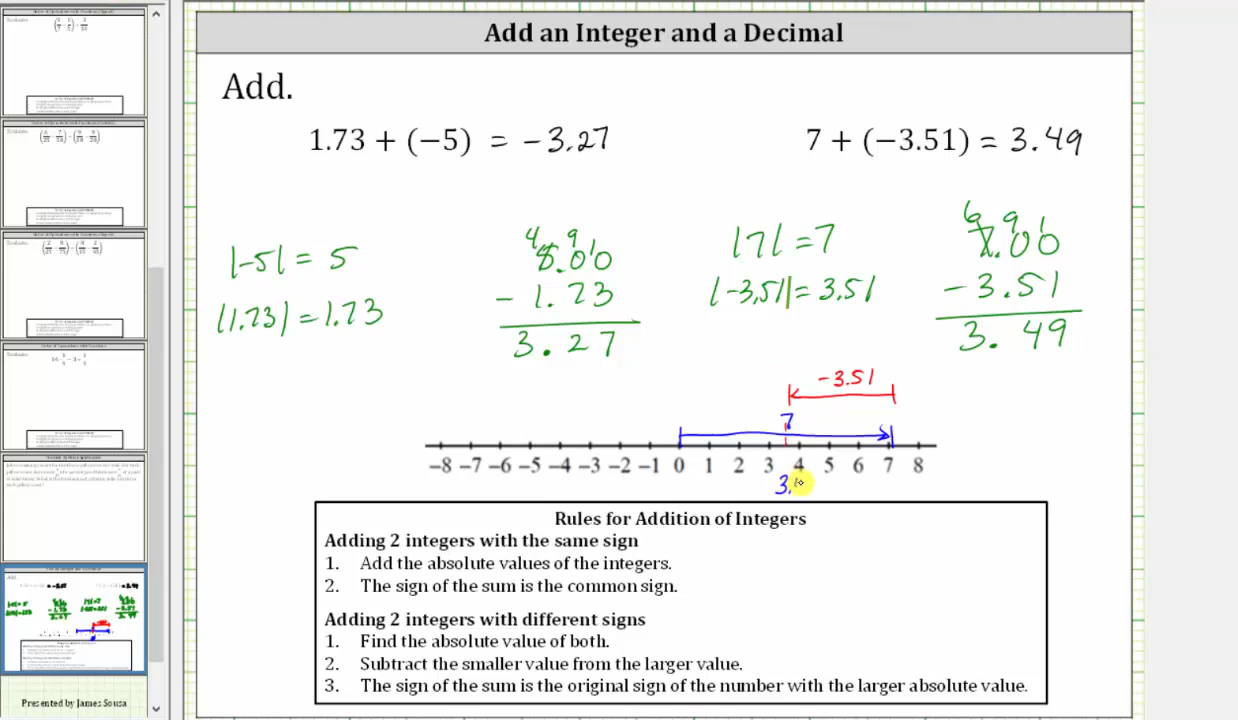 Add an Integer and a Decimal
Add.
1.73 + (−5) = −3.27
7 + (−3.51) = 3.49
|-5| = 5
|1.73| = 1.73
4 9 1
5.00
− 1.73
3.27
|7| = 7
|-3.51| = 3.51
6 9 1
7.00
−3.51
3.49
−3.51
7
−8 −7 −6 −5 −4 −3 −2 −1 0 1 2 3 4 5 6 7 8
3.
Rules for Addition of Integers
Adding 2 integers with the same sign
1. Add the absolute values of the integers.
2. The sign of the sum is the common sign.
Adding 2 integers with different signs
1. Find the absolute value of both.
2. Subtract the smaller value from the larger value.
3. The sign of the sum is the original sign of the number with the larger absolute value.
Presented by James Sousa